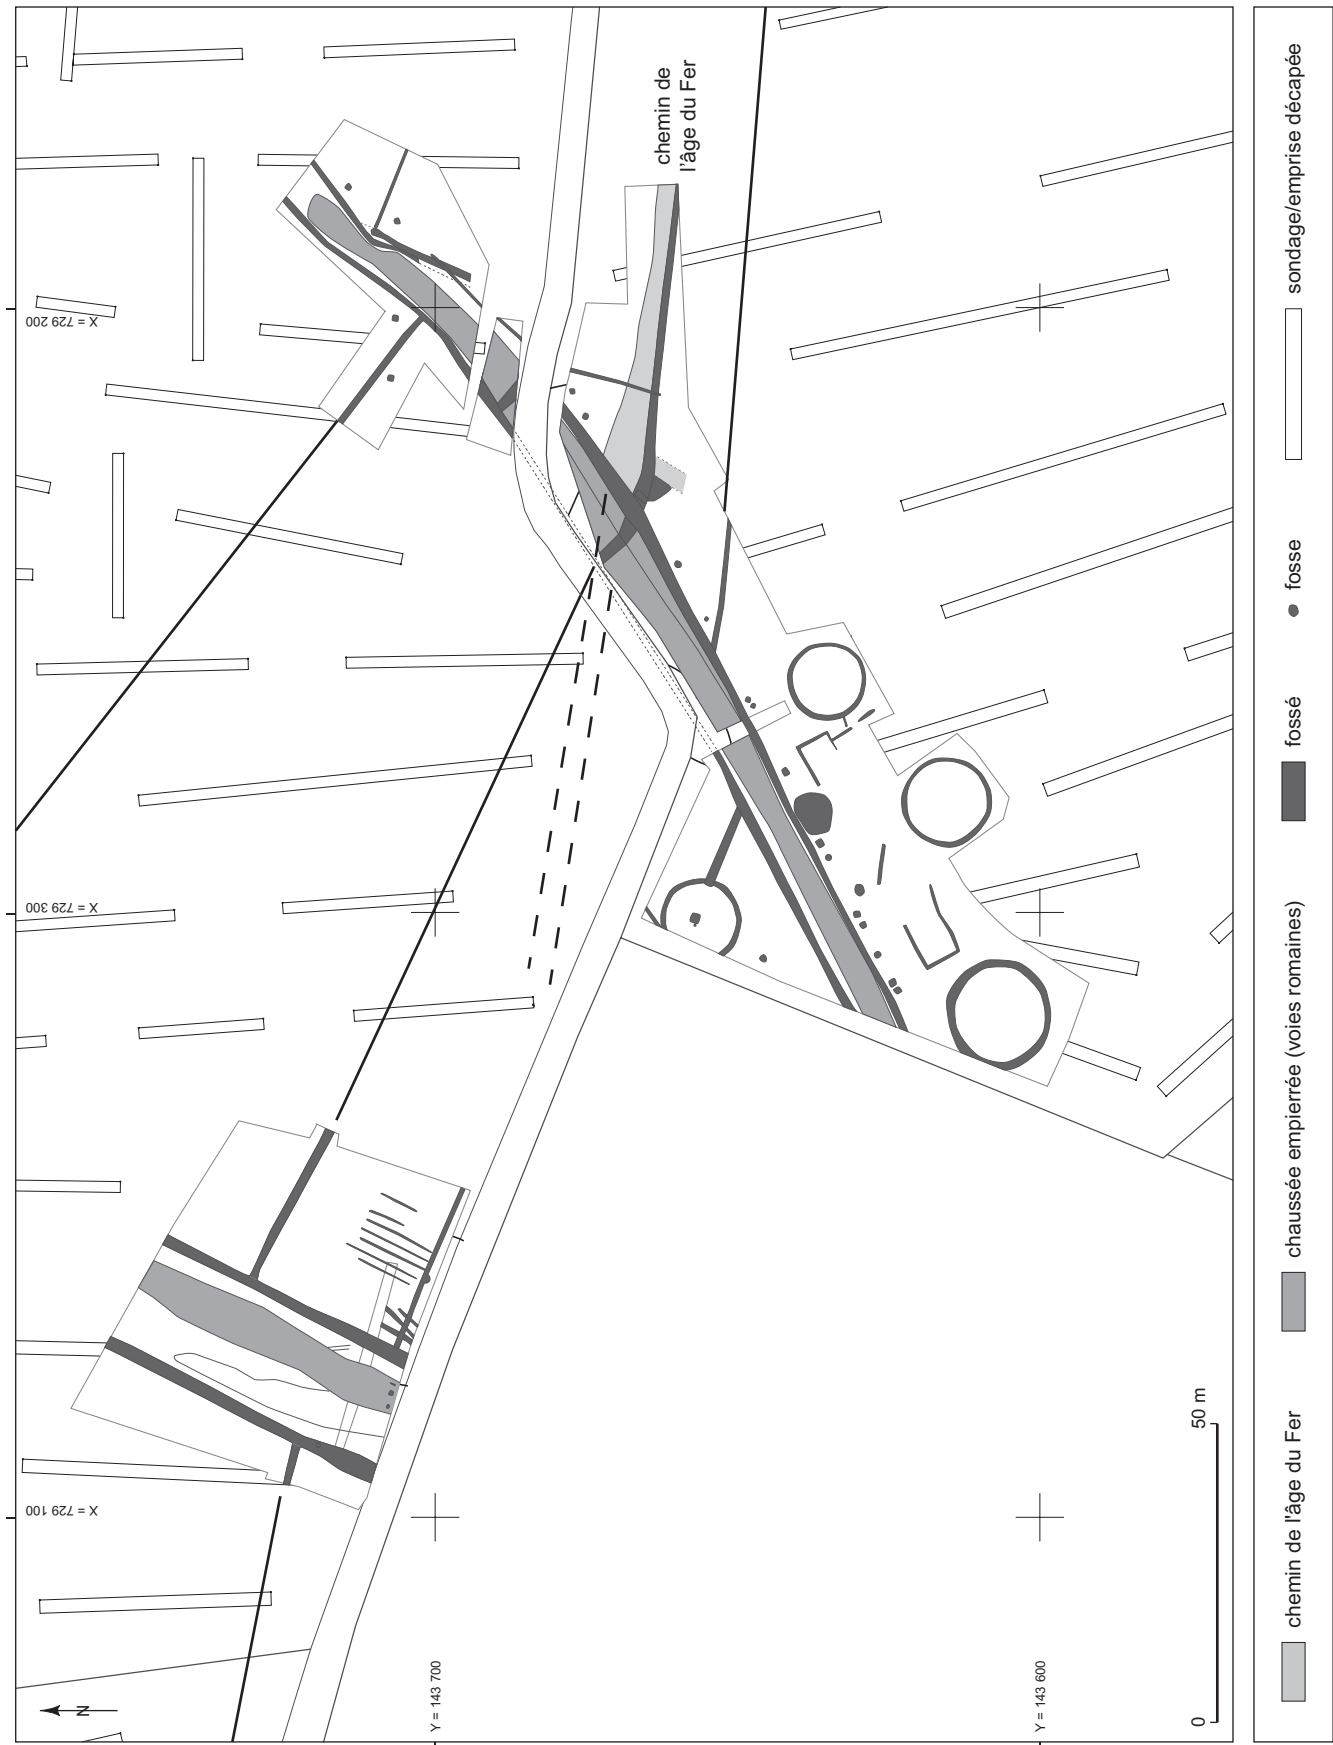 chemin de
l'âge du Fer
X = 729 200
X = 729 300
X = 729 100
N
Y = 143 700
Y = 143 600
0
50 m
chemin de l'âge du Fer
chaussée empierrée (voies romaines)
fossé
fosse
sondage/emprise décapée